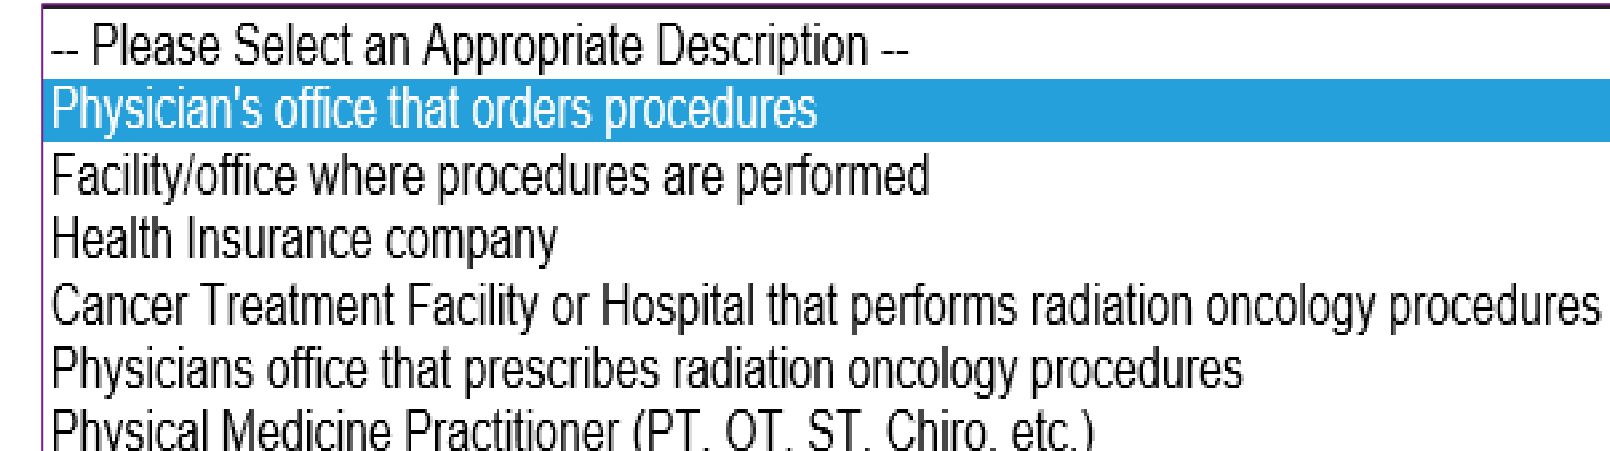 -- Please Select an Appropriate Description --
Physician's office that orders procedures
Facility/office where procedures are performed
Health Insurance company
Cancer Treatment Facility or Hospital that performs radiation oncology procedures
Physicians office that prescribes radiation oncology procedures
Physical Medicine Practitioner (PT, OT, ST, Chiro, etc.)